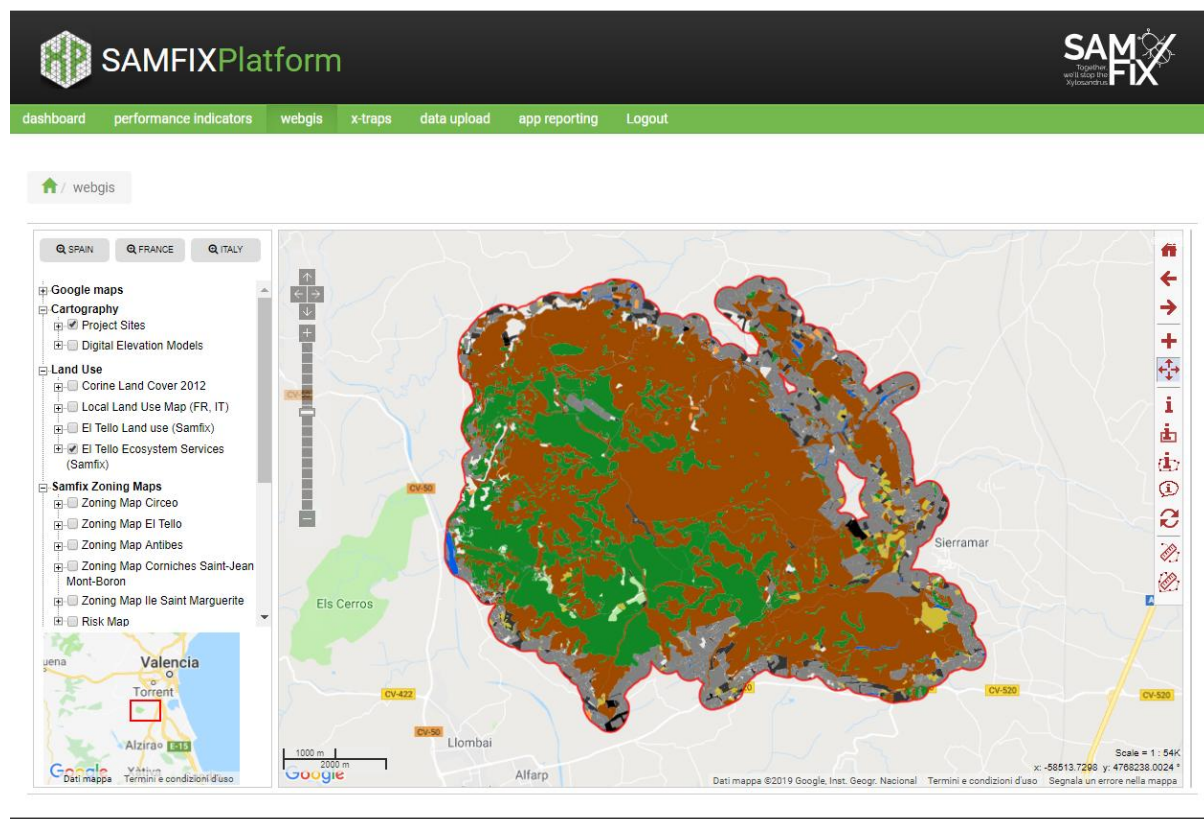 SAMFIXPlatform
SAM
FIX
Together,
we'll stop the
Xylosandrus
dashboard performance indicators webgis x-traps data upload app reporting Logout
/ webgis
SPAIN FRANCE ITALY
Google maps
Cartography
Project Sites
Digital Elevation Models
Land Use
Corine Land Cover 2012
Local Land Use Map (FR, IT)
El Tello Land use (Samfix)
El Tello Ecosystem Services
(Samfix)
Samfix Zoning Maps
Zoning Map Circeo
Zoning Map El Tello
Zoning Map Antibes
Zoning Map Corniches Saint-Jean
Mont-Boron
Zoning Map Ile Saint Marguerite
Risk Map
Valencia
Torrent
Alzira
E-15
Xàtiva
Google
Dati mappa Termini e condizioni d'uso
CV-50
Sierramar
Els Cerros
CV-422
CV-520
CV-520
CV-50
Llombai
Alfarp
1000 m
2000 m
Google
Scale = 1 : 54K
x: -58513.7298 y: 4768238.0024 °
Dati mappa ©2019 Google, Inst. Geogr. Nacional Termini e condizioni d'uso Segnala un errore nella mappa